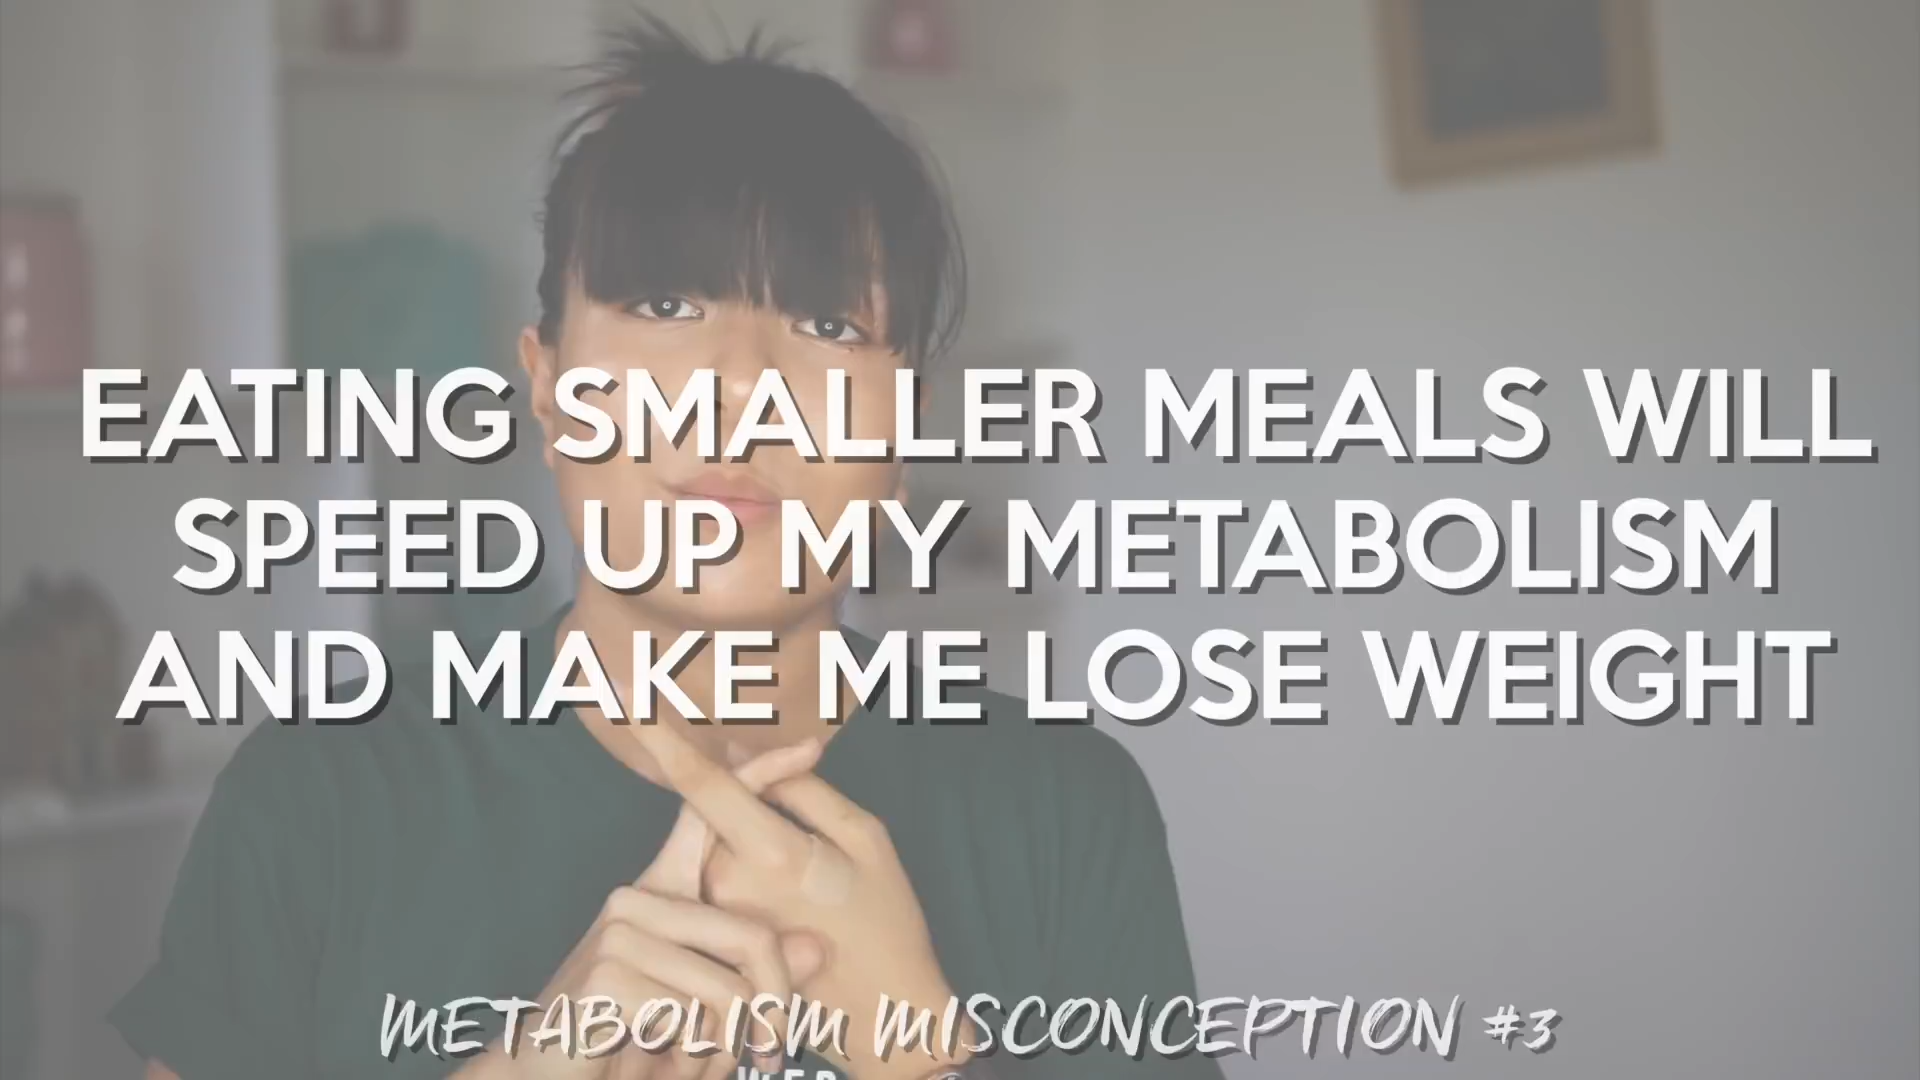 EATING SMALLER MEALS WILL
SPEED UP MY METABOLISM
AND MAKE ME LOSE WEIGHT
METABOLISM MISCONCEPTION #3